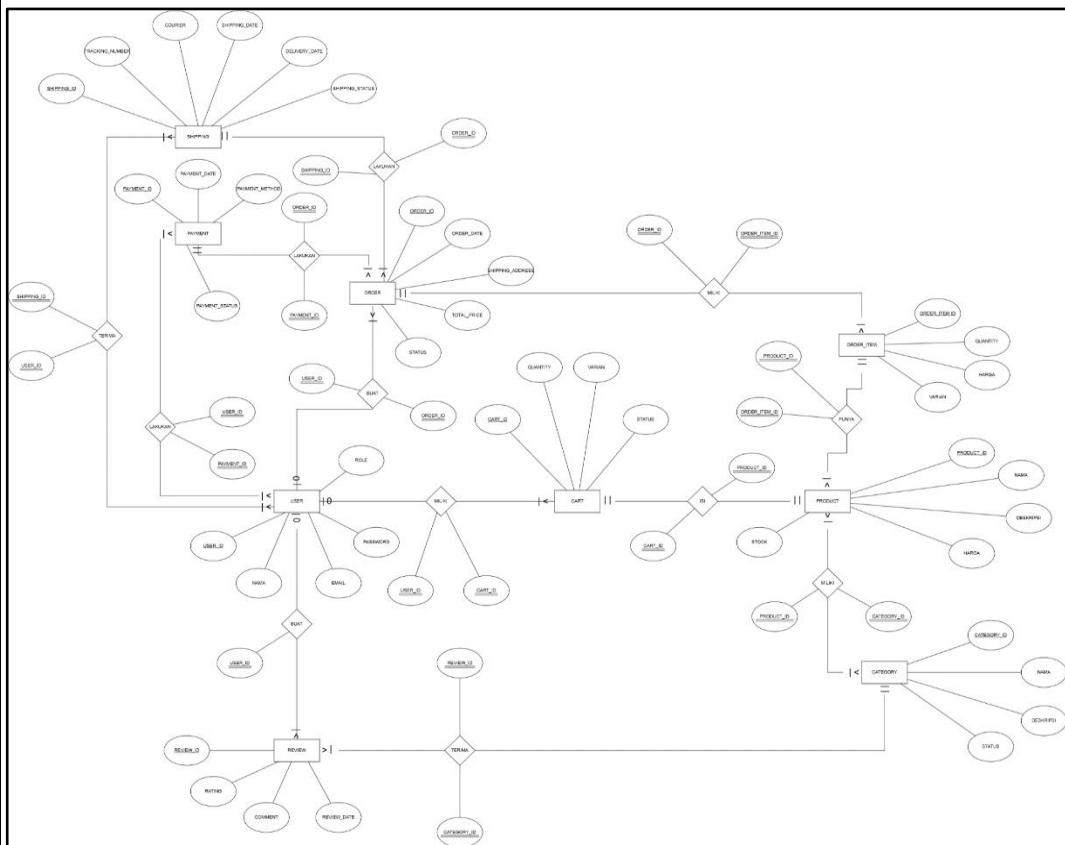 COURIER
SHIPPING_DATE
TRACKING_NUMBER
DELIVERY_DATE
SHIPPING_ID
SHIPPING_STATUS
SHIPPING
ORDER_ID
LAKUKAN
SHIPPING_ID
PAYMENT_DATE
PAYMENT_ID
PAYMENT_METHOD
PAYMENT
PAYMENT_STATUS
ORDER_ID
LAKUKAN
PAYMENT_ID
ORDER_ID
ORDER_DATE
SHIPPING_ADDRESS
ORDER
TOTAL_PRICE
STATUS
ORDER_ID
ORDER_ITEM_ID
MILIKI
SHIPPING_ID
TERIMA
USER_ID
ORDER_ITEM_ID
ORDER_ITEM
QUANTITY
HARGA
VARIAN
PRODUCT_ID
ORDER_ITEM_ID
PUNYA
USER_ID
BUAT
ORDER_ID
USER_ID
LAKUKAN
PAYMENT_ID
QUANTITY
VARIAN
CART_ID
STATUS
CART
ROLE
USER
USER_ID
PASSWORD
NAMA
EMAIL
MILIKI
USER_ID
CART_ID
PRODUCT_ID
ISI
CART_ID
PRODUCT_ID
NAMA
PRODUCT
DESKRIPSI
STOCK
HARGA
MILIKI
PRODUCT_ID
CATEGORY_ID
BUAT
USER_ID
CATEGORY_ID
CATEGORY
NAMA
DESKRIPSI
STATUS
REVIEW_ID
TERIMA
CATEGORY_ID
REVIEW_ID
REVIEW
RATING
COMMENT
REVIEW_DATE